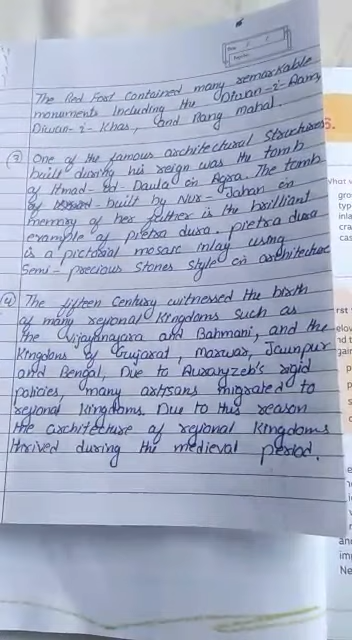 The Red Fort contained many remarkable
monuments Including the Diwan-i-Aam,
Diwan-i-Khas, and Rang mahal.
(3) One of the famous architectural Structures
built during his reign was the tomb
of Itmad-ud-Daula in Agra. The tomb
built by Nur-Jahan in
memory of her father is the brilliant
example of pietra dura. pietra dura
is a pictorial mosaic inlay using
Semi-precious Stones style in architecture
(4) The fifteen Century witnessed the birth
of many regional Kingdoms such as
the Vijayanagara and Bahmani, and the
Kingdoms of Gujarat, marwar, Jaunpur
and Bengal, Due to Aurangzeb's rigid
policies, many artisans migrated to
regional Kingdoms. Due to this reason
the architecture of regional Kingdoms
thrived during the medieval period.